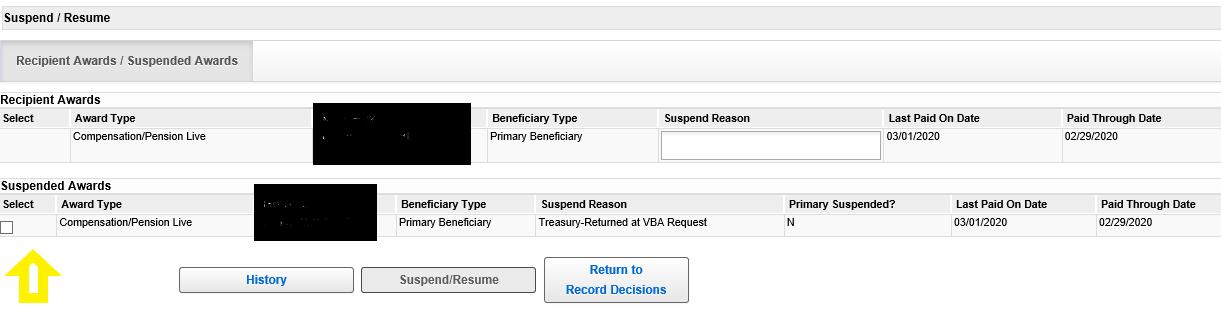 Suspend / Resume
Recipient Awards / Suspended Awards
Recipient Awards
Select Award Type Beneficiary Type Suspend Reason Last Paid On Date Paid Through Date
Compensation/Pension Live Primary Beneficiary 03/01/2020 02/29/2020
Suspended Awards
Select Award Type Beneficiary Type Suspend Reason Primary Suspended? Last Paid On Date Paid Through Date
Compensation/Pension Live Primary Beneficiary Treasury-Returned at VBA Request N 03/01/2020 02/29/2020
History Suspend/Resume Return to
Record Decisions